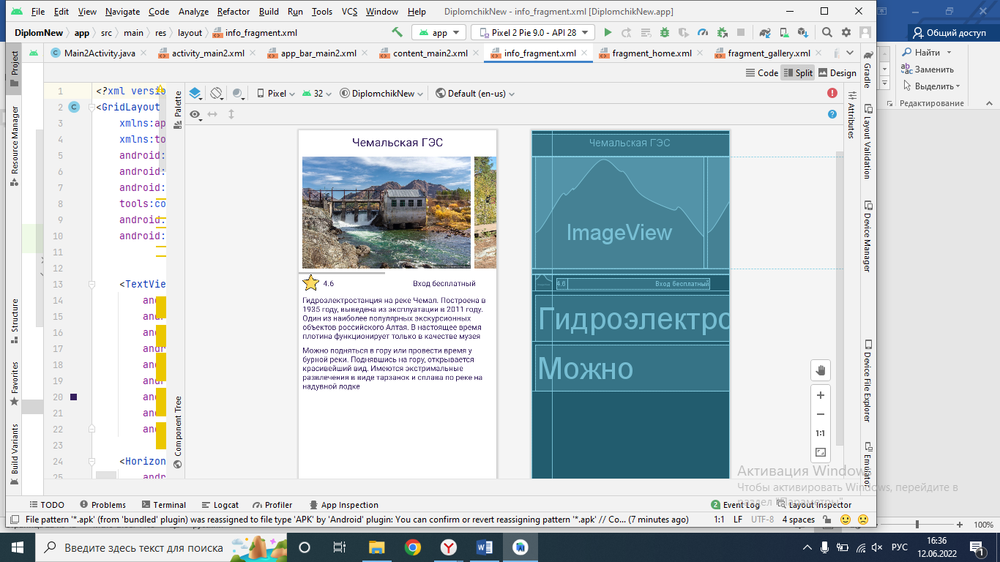 File Edit View Navigate Code Analyze Refactor Build Run Tools VCS Window Help DiplomchikNew - info_fragment.xml [DiplomchikNew.app]
DiplomNew app src main res layout info_fragment.xml
app
Pixel 2 Pie 9.0 - API 28
Общий доступ
Main2Activity.java activity_main2.xml app_bar_main2.xml content_main2.xml info_fragment.xml fragment_home.xml fragment_gallery.xml
Найти
Заменить
Выделить
Редактирование
Code Split Design
Project
Resource Manager
Structure
Favorites
Build Variants
Palette
Component Tree
Pixel 32 DiplomchikNew Default (en-us)
Attributes
Gradle
Layout Validation
Device Manager
Device File Explorer
Emulator
1 <?xml versio
2 <GridLayout
3 xmlns:ap
4 xmlns:to
5 android:
6 android:
7 android:
8 tools:co
9 android:
10 android:
11
12
13 <TextVie
14 and
15 and
16 and
17 andr
18 and
19 and
20 and
21 and
22 and
23
24 <Horizon
25 andr
Чемальская ГЭС
4.6 Вход бесплатный
Гидроэлектростанция на реке Чемал. Построена в
1935 году, выведена из эксплуатации в 2011 году.
Один из наиболее популярных экскурсионных
объектов российского Алтая. В настоящее время
плотина функционирует только в качестве музея
Можно подняться в гору или провести время у
бурной реки. Поднявшись на гору, открывается
красивейший вид. Имеются экстримальные
развлечения в виде тарзанок и сплава по реке на
надувной лодке
Чемальская ГЭС
ImageView
4.6 Вход бесплатный
Гидроэлектро
Можно
1:1
Активация Windows
Чтобы активировать Windows, перейдите в
раздел "Параметры".
TODO Problems Terminal Logcat Profiler App Inspection 2 Event Log Layout Inspector
File pattern '*.apk' (from 'bundled' plugin) was reassigned to file type 'APK' by 'Android' plugin: You can confirm or revert reassigning pattern '*.apk' // Co... (7 minutes ago) 1:1 LF UTF-8 4 spaces
100%
Введите здесь текст для поиска
РУС
16:36
12.06.2022
1